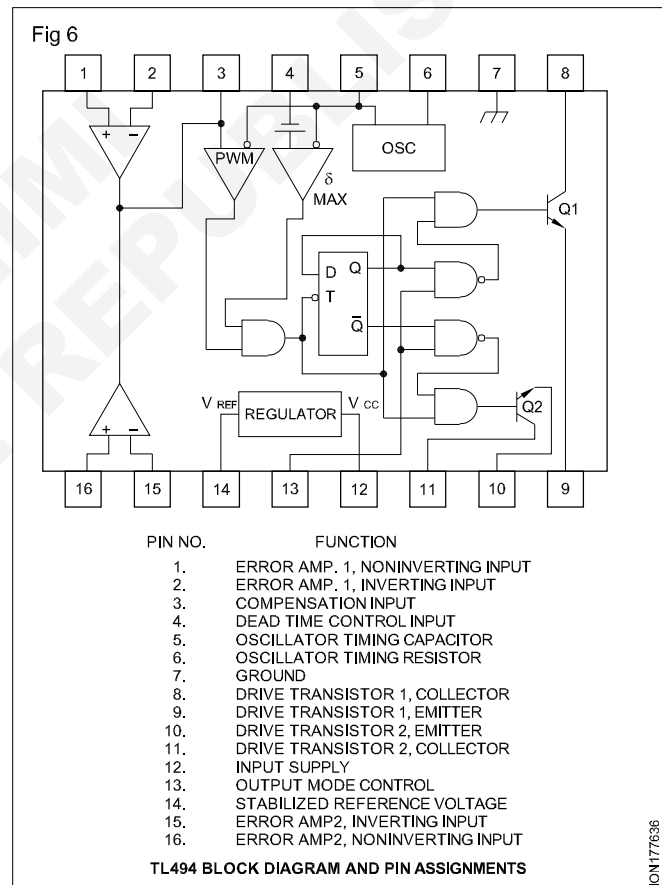 Fig 6
1 2 3 4 5 6 7 8
+ − PWM δ OSC
MAX Q1
D Q
T
Q̅
V REF REGULATOR V CC Q2
+ −
16 15 14 13 12 11 10 9
PIN NO. FUNCTION
1. ERROR AMP. 1, NONINVERTING INPUT
2. ERROR AMP. 1, INVERTING INPUT
3. COMPENSATION INPUT
4. DEAD TIME CONTROL INPUT
5. OSCILLATOR TIMING CAPACITOR
6. OSCILLATOR TIMING RESISTOR
7. GROUND
8. DRIVE TRANSISTOR 1, COLLECTOR
9. DRIVE TRANSISTOR 1, EMITTER
10. DRIVE TRANSISTOR 2, EMITTER
11. DRIVE TRANSISTOR 2, COLLECTOR
12. INPUT SUPPLY
13. OUTPUT MODE CONTROL
14. STABILIZED REFERENCE VOLTAGE
15. ERROR AMP2, INVERTING INPUT
16. ERROR AMP2, NONINVERTING INPUT
TL494 BLOCK DIAGRAM AND PIN ASSIGNMENTS